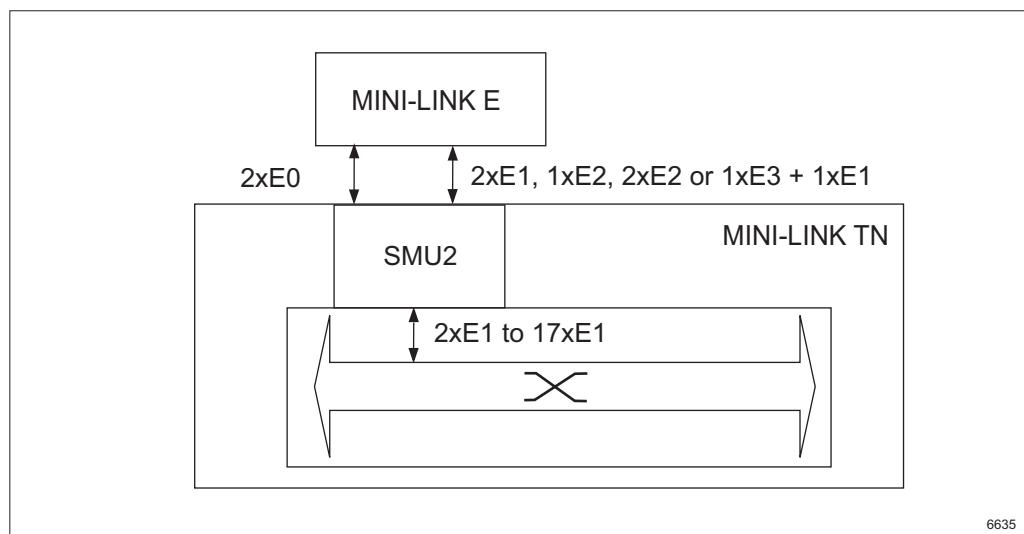 MINI-LINK E
2xE0
2xE1, 1xE2, 2xE2 or 1xE3 + 1xE1
MINI-LINK TN
SMU2
2xE1 to 17xE1
6635